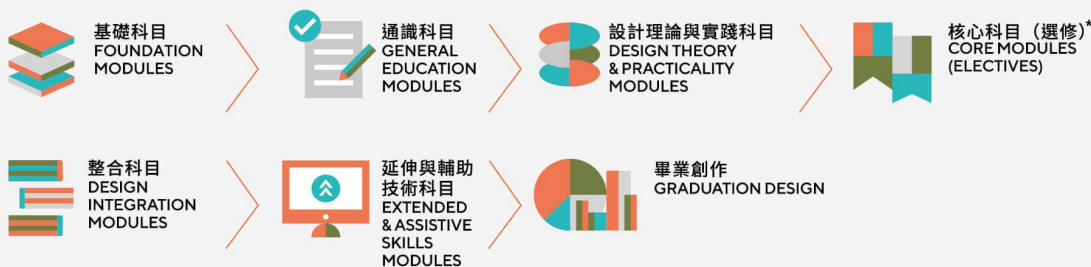 基礎科目
FOUNDATION
MODULES
通識科目
GENERAL
EDUCATION
MODULES
設計理論與實踐科目
DESIGN THEORY
& PRACTICALITY
MODULES
核心科目（選修）*
CORE MODULES
(ELECTIVES)
整合科目
DESIGN
INTEGRATION
MODULES
延伸與輔助
技術科目
EXTENDED
& ASSISTIVE
SKILLS
MODULES
畢業創作
GRADUATION DESIGN